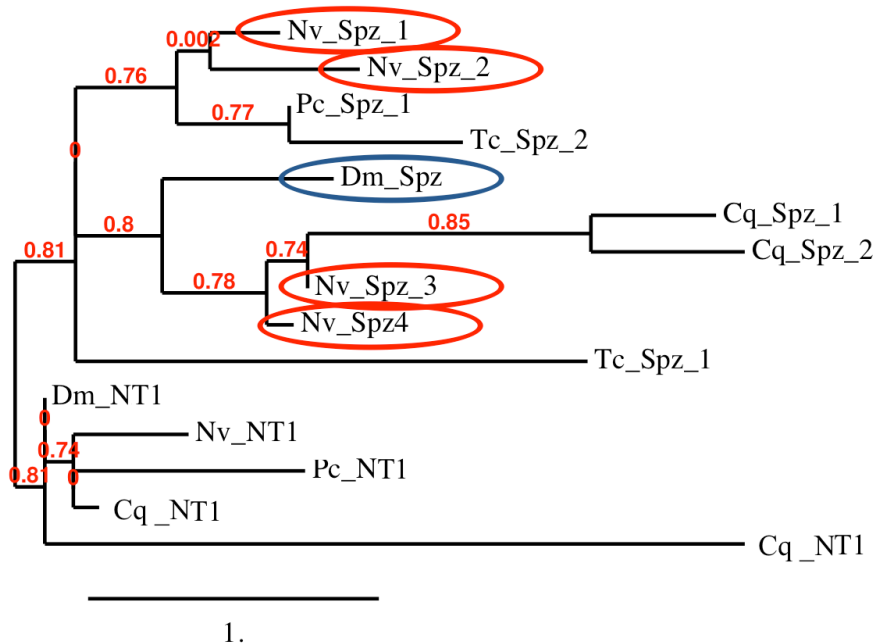 Nv_Spz_1
0.002
Nv_Spz_2
0.76
Pc_Spz_1
0.77
Tc_Spz_2
0
Dm_Spz
Cq_Spz_1
0.8
0.85
Cq_Spz_2
0.81
0.74
0.78
Nv_Spz_3
Nv_Spz4
Tc_Spz_1
Dm_NT1
0
Nv_NT1
0.74
Pc_NT1
0.81
0
Cq _NT1
Cq _NT1
1.